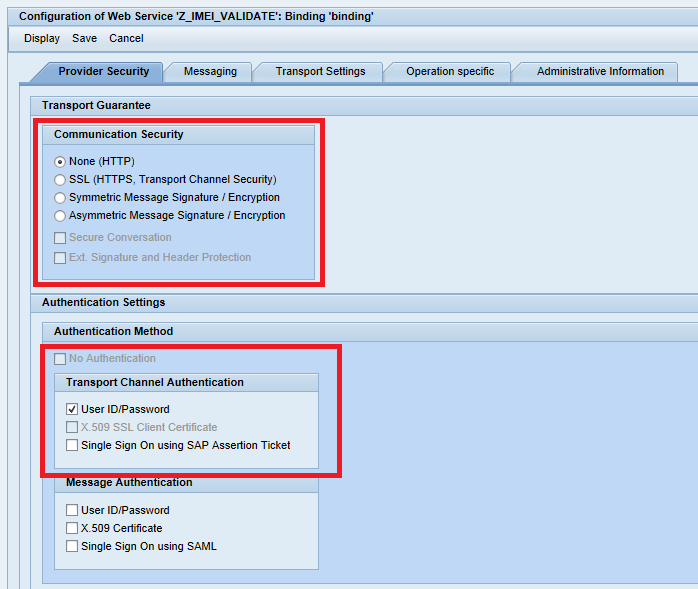 Configuration of Web Service 'Z_IMEI_VALIDATE': Binding 'binding'
Display Save Cancel
Provider Security Messaging Transport Settings Operation specific Administrative Information
Transport Guarantee
Communication Security
None (HTTP)
SSL (HTTPS, Transport Channel Security)
Symmetric Message Signature / Encryption
Asymmetric Message Signature / Encryption
Secure Conversation
Ext. Signature and Header Protection
Authentication Settings
Authentication Method
No Authentication
Transport Channel Authentication
User ID/Password
X.509 SSL Client Certificate
Single Sign On using SAP Assertion Ticket
Message Authentication
User ID/Password
X.509 Certificate
Single Sign On using SAML